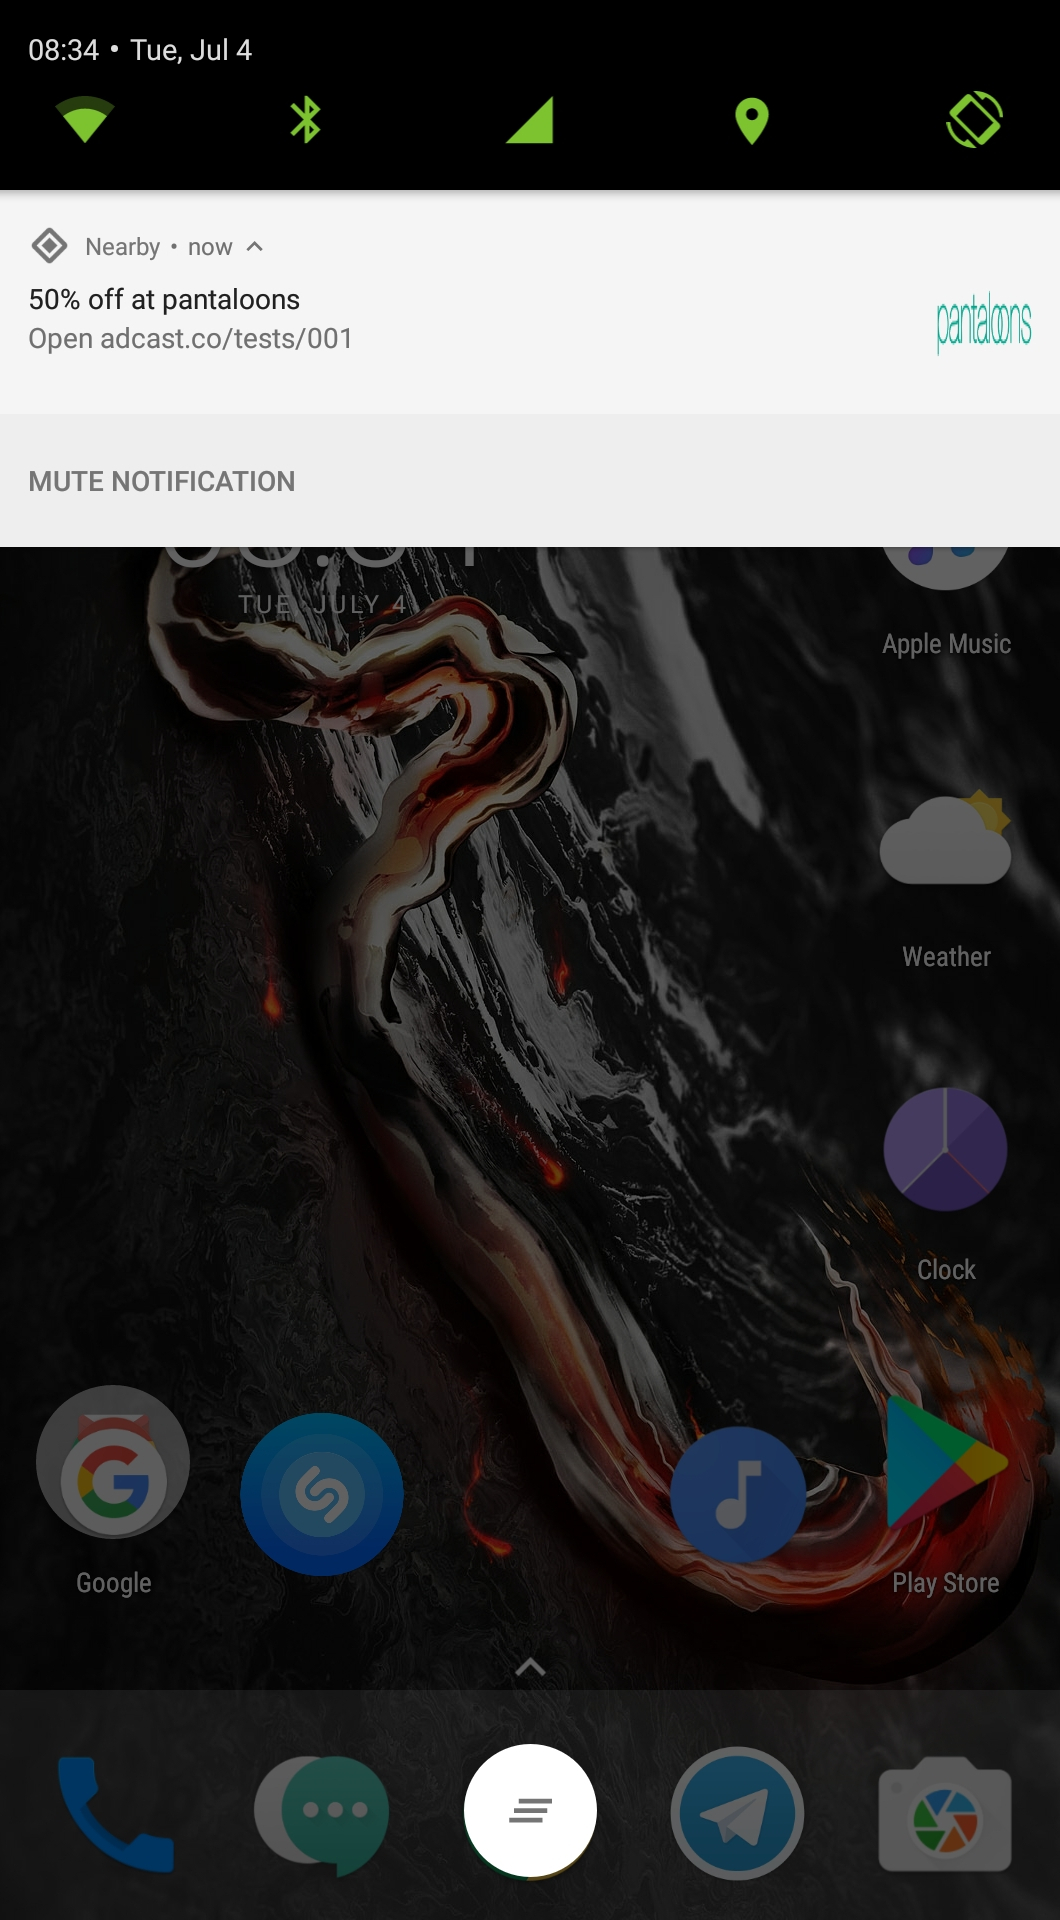 08:34 • Tue, Jul 4
Nearby • now
50% off at pantaloons
Open adcast.co/tests/001
pantaloons
MUTE NOTIFICATION
TUE, JULY 4
Apple Music
Weather
Clock
Google
Play Store